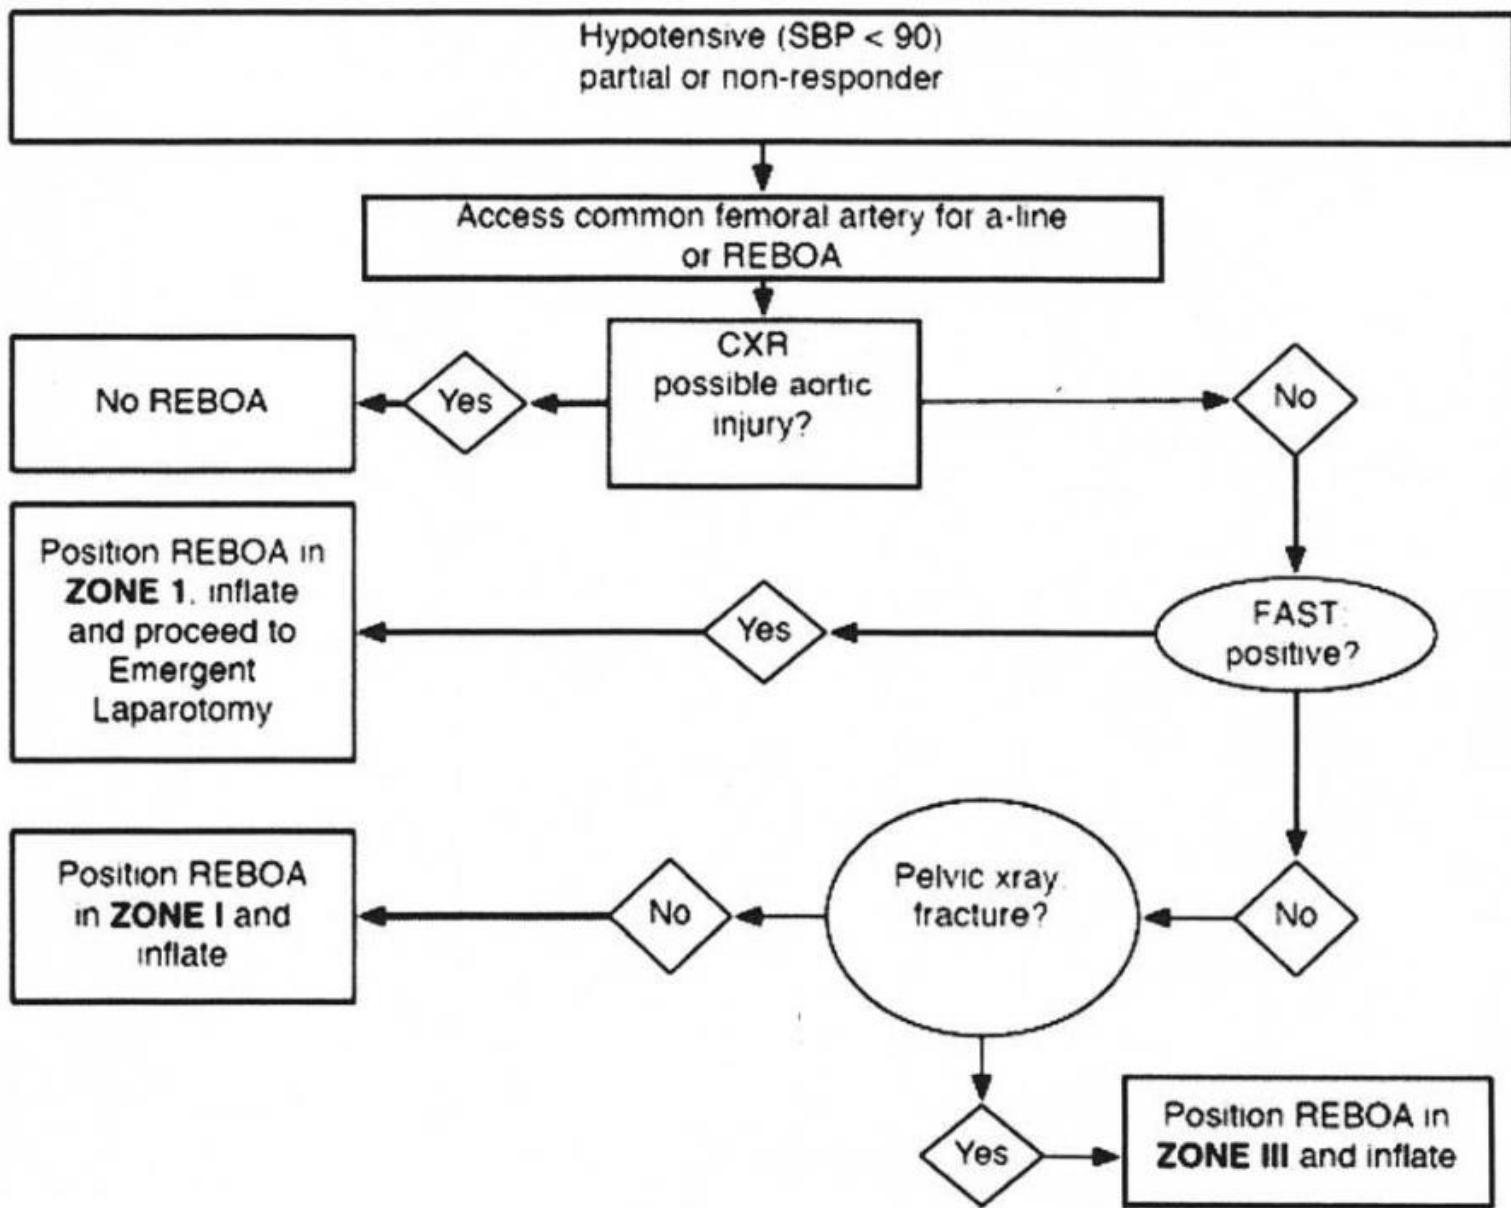 Hypotensive (SBP < 90)
partial or non-responder
Access common femoral artery for a-line
or REBOA
CXR
possible aortic
injury?
Yes
No REBOA
No
FAST:
positive?
Yes
Position REBOA in
ZONE 1, inflate
and proceed to
Emergent
Laparotomy
No
Pelvic xray:
fracture?
No
Position REBOA
in ZONE I and
inflate
Yes
Position REBOA in
ZONE III and inflate